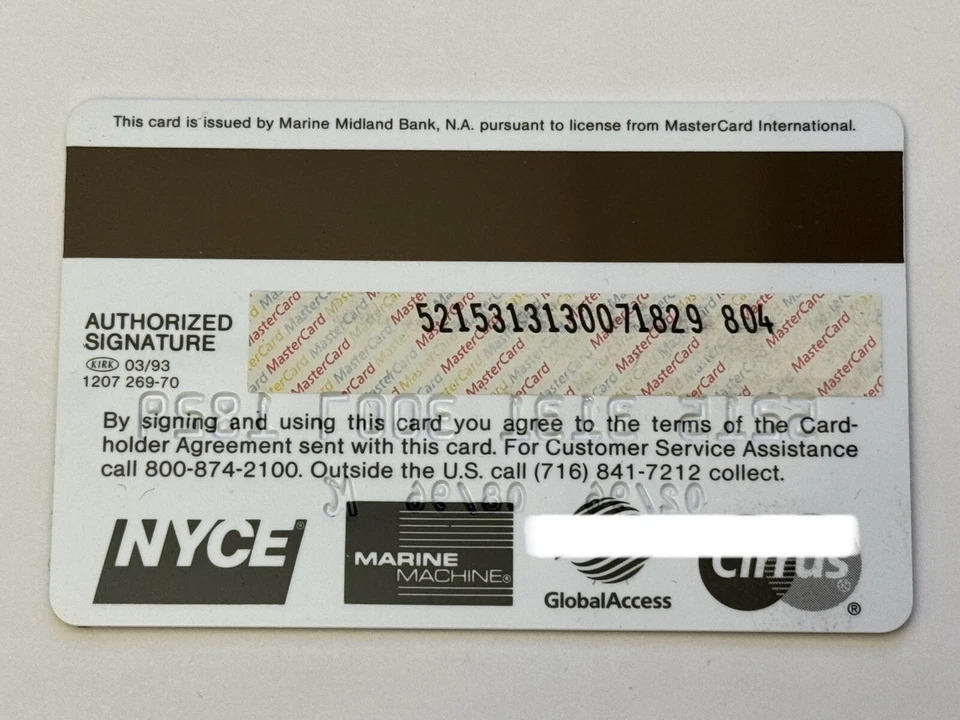 This card is issued by Marine Midland Bank, N.A. pursuant to license from MasterCard International.
5215313130071829 804
AUTHORIZED
SIGNATURE
KIRK 03/93
1207 269-70
By signing and using this card you agree to the terms of the Card-
holder Agreement sent with this card. For Customer Service Assistance
call 800-874-2100. Outside the U.S. call (716) 841-7212 collect.
NYCE®
MARINE
MACHINE®
GlobalAccess
Cirrus®
®